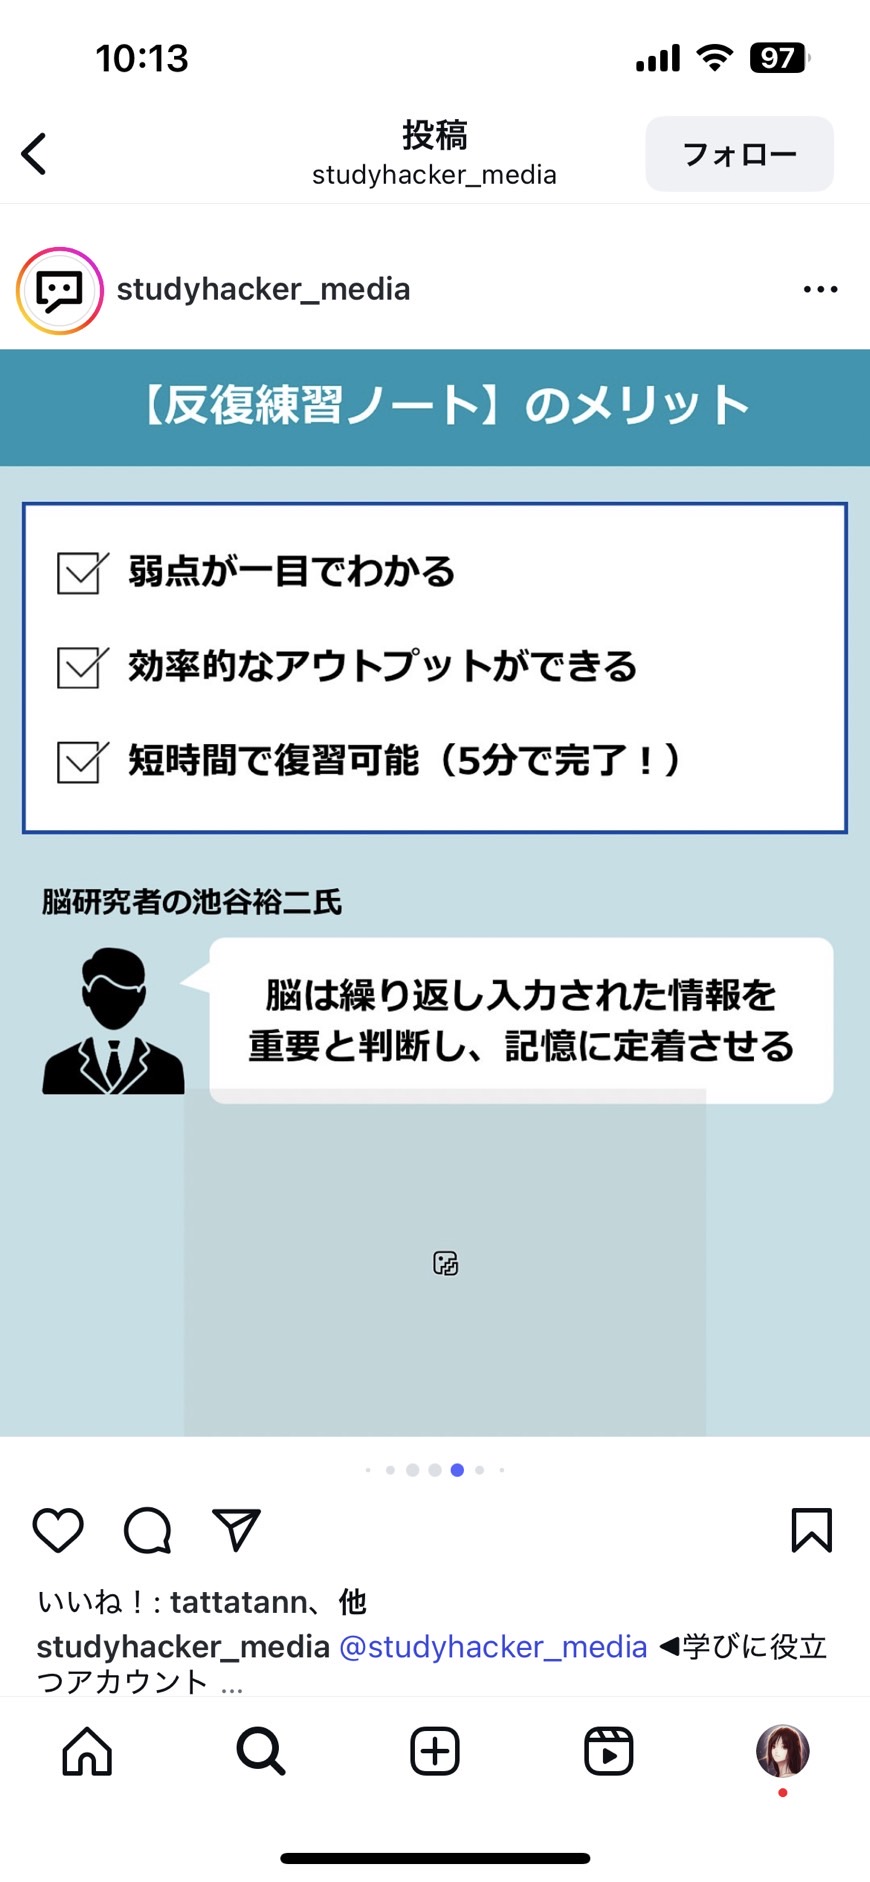 10:13
97
投稿
studyhacker_media
フォロー
studyhacker_media
【反復練習ノート】のメリット
弱点が一目でわかる
効率的なアウトプットができる
短時間で復習可能（5分で完了！）
脳研究者の池谷裕二氏
脳は繰り返し入力された情報を
重要と判断し、記憶に定着させる
いいね！: tattatann、他
studyhacker_media @studyhacker_media ◀学びに役立
つアカウント ...